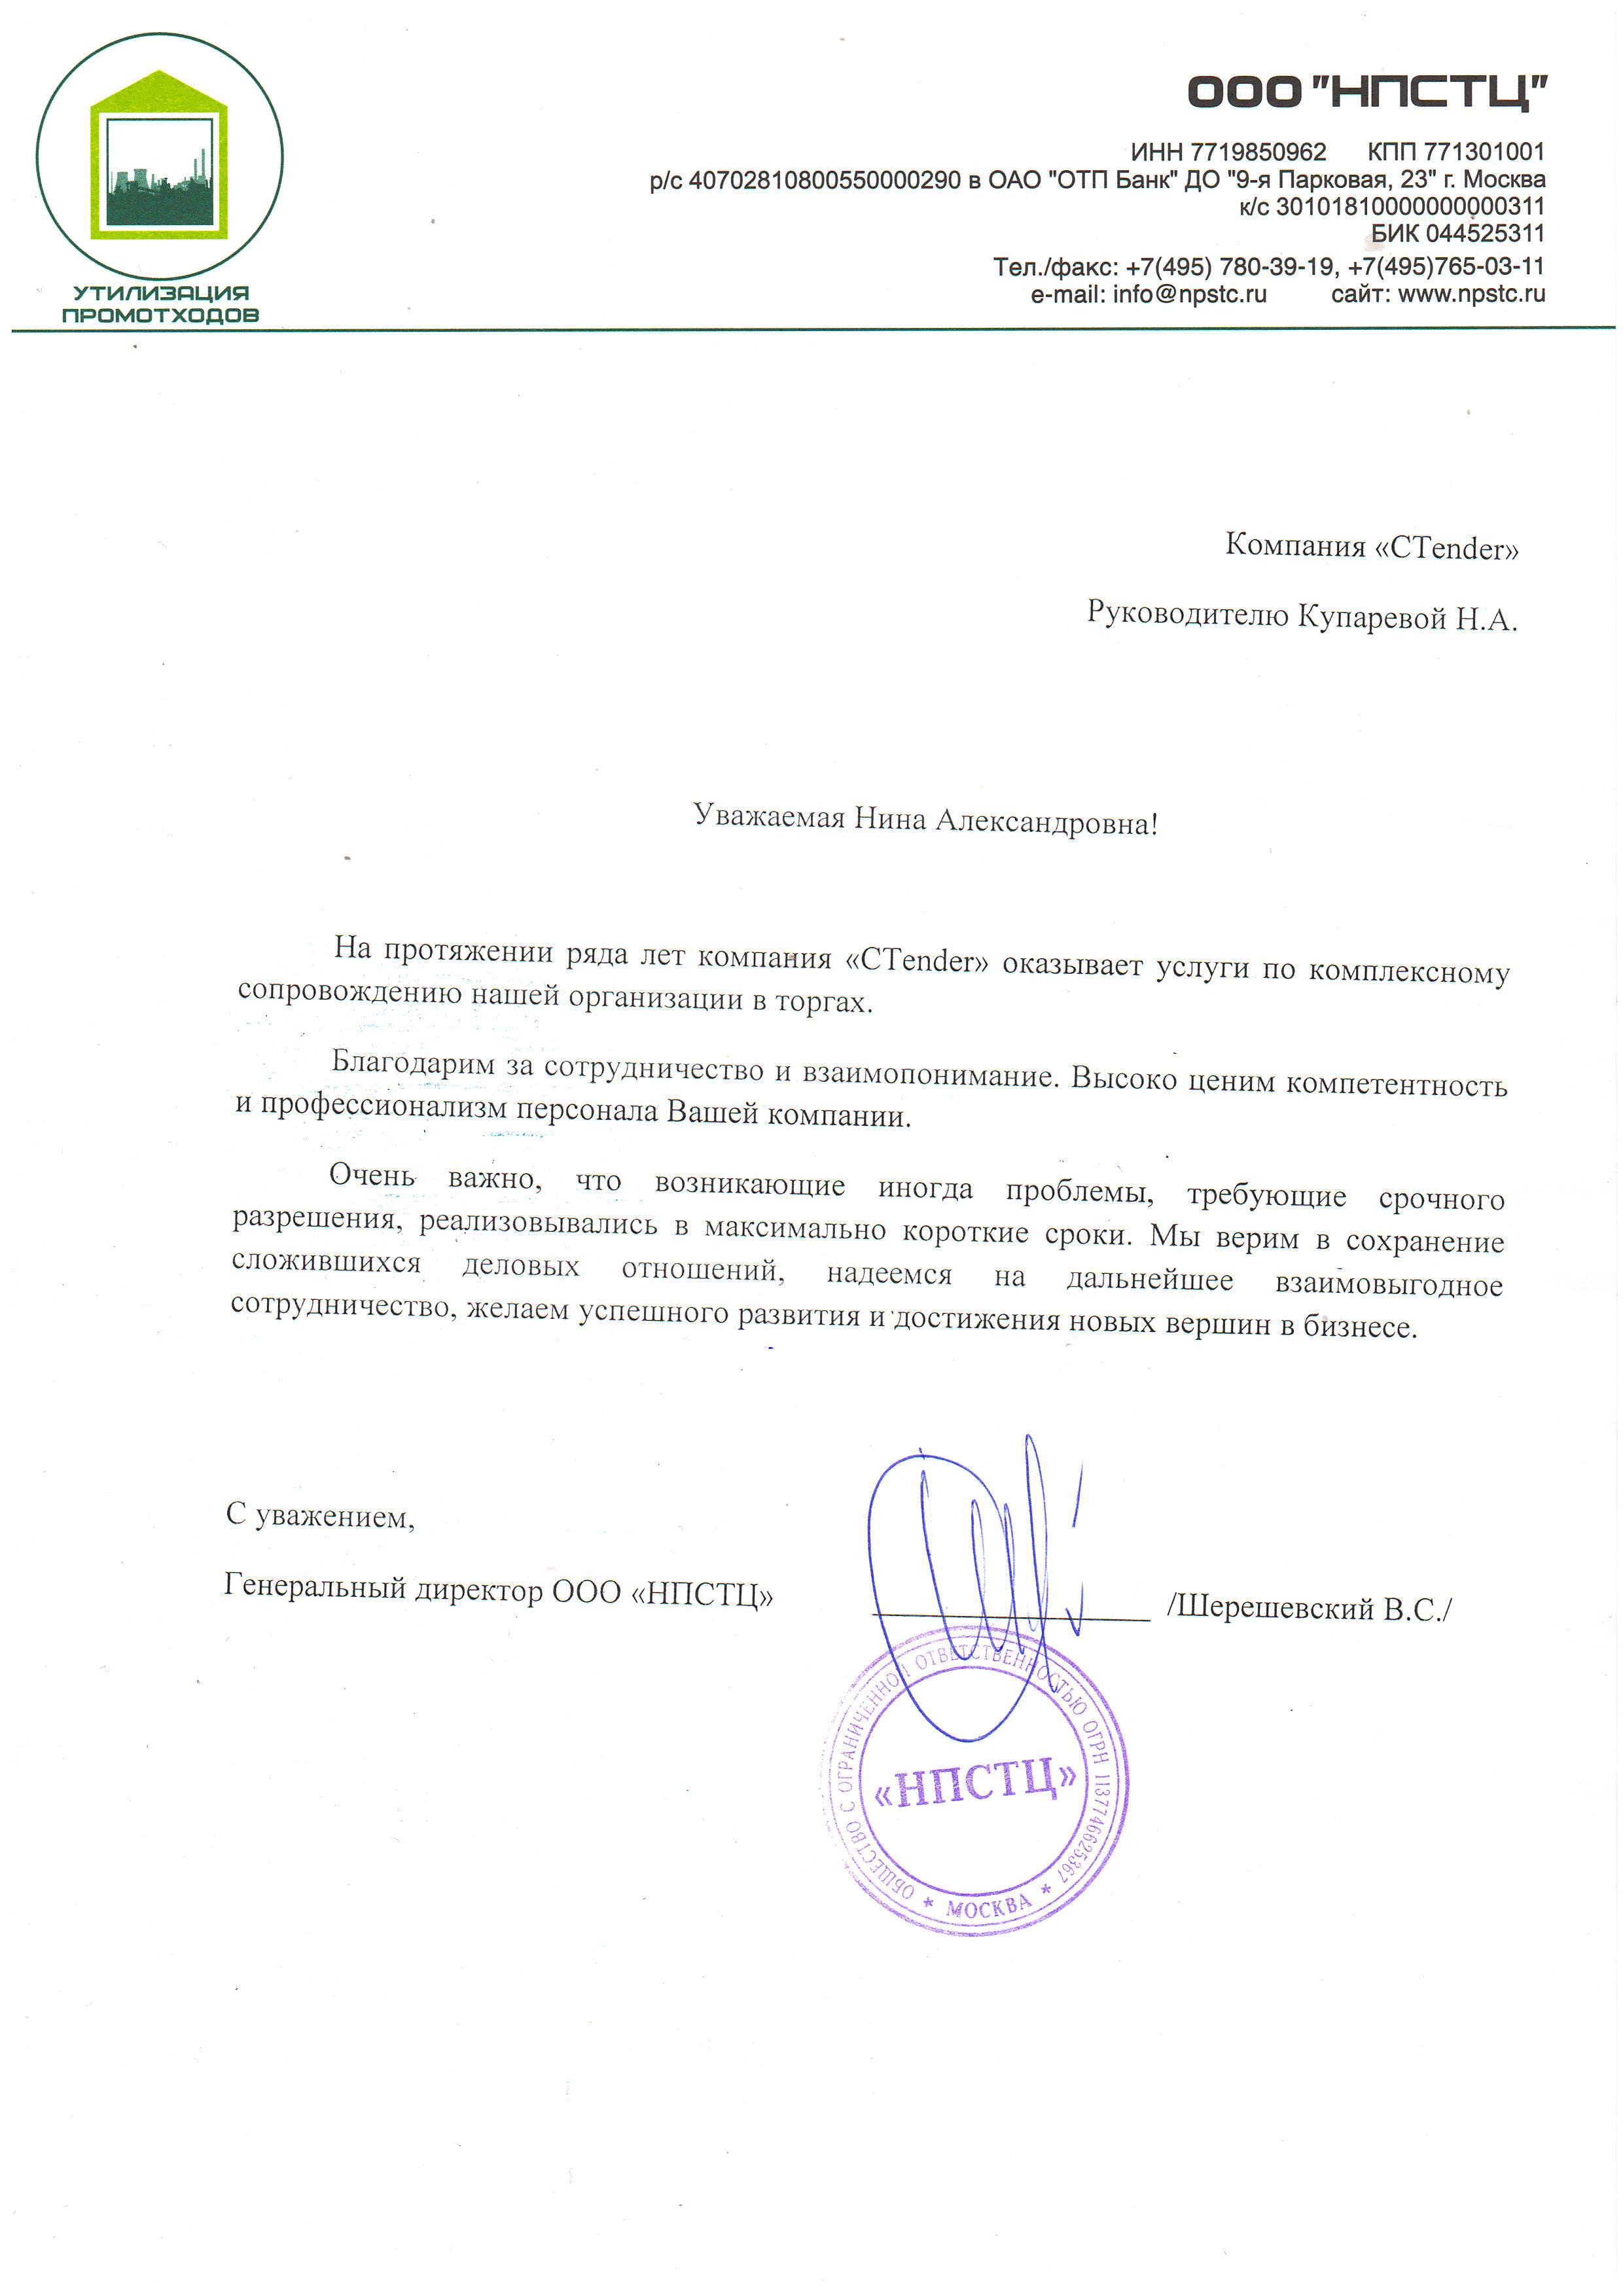 УТИЛИЗАЦИЯ
ПРОМОТХОДОВ
ООО "НПСТЦ"
ИНН 7719850962 КПП 771301001
р/с 40702810800550000290 в ОАО "ОТП Банк" ДО "9-я Парковая, 23" г. Москва
к/с 30101810000000000311
БИК 044525311
Тел./факс: +7(495) 780-39-19, +7(495)765-03-11
e-mail: info@npstc.ru сайт: www.npstc.ru
Компания «CTender»
Руководителю Купаревой Н.А.
Уважаемая Нина Александровна!
На протяжении ряда лет компания «CTender» оказывает услуги по комплексному
сопровождению нашей организации в торгах.
Благодарим за сотрудничество и взаимопонимание. Высоко ценим компетентность
и профессионализм персонала Вашей компании.
Очень важно, что возникающие иногда проблемы, требующие срочного
разрешения, реализовывались в максимально короткие сроки. Мы верим в сохранение
сложившихся деловых отношений, надеемся на дальнейшее взаимовыгодное
сотрудничество, желаем успешного развития и достижения новых вершин в бизнесе.
С уважением,
Генеральный директор ООО «НПСТЦ» /Шерешевский В.С./
ОБЩЕСТВО С ОГРАНИЧЕННОЙ ОТВЕТСТВЕННОСТЬЮ ОГРН 1137746625367
«НПСТЦ»
* МОСКВА *